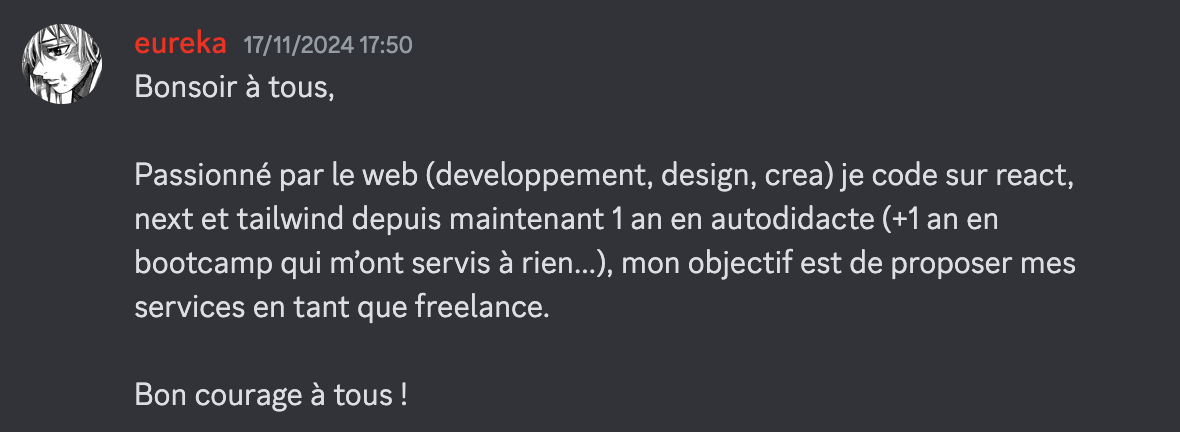 eureka 17/11/2024 17:50
Bonsoir à tous,
Passionné par le web (developpement, design, crea) je code sur react,
next et tailwind depuis maintenant 1 an en autodidacte (+1 an en
bootcamp qui m’ont servis à rien...), mon objectif est de proposer mes
services en tant que freelance.
Bon courage à tous !